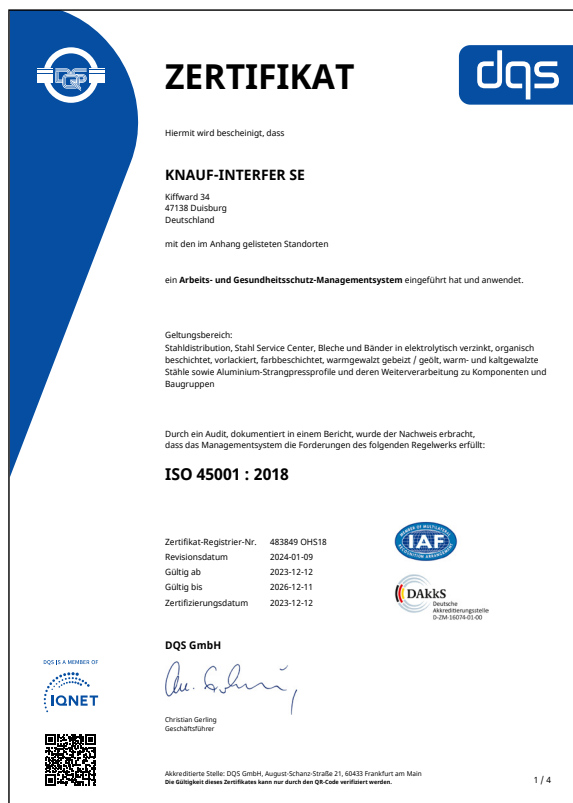 DQS
ZERTIFIKAT
dqs
Hiermit wird bescheinigt, dass
KNAUF-INTERFER SE
Kiffward 34
47138 Duisburg
Deutschland
mit den im Anhang gelisteten Standorten
ein Arbeits- und Gesundheitsschutz-Managementsystem eingeführt hat und anwendet.
Geltungsbereich:
Stahldistribution, Stahl Service Center, Bleche und Bänder in elektrolytisch verzinkt, organisch
beschichtet, vorlackiert, farbbeschichtet, warmgewalzt gebeizt / geölt, warm- und kaltgewalzte
Stähle sowie Aluminium-Strangpressprofile und deren Weiterverarbeitung zu Komponenten und
Baugruppen
Durch ein Audit, dokumentiert in einem Bericht, wurde der Nachweis erbracht,
dass das Managementsystem die Forderungen des folgenden Regelwerks erfüllt:
ISO 45001 : 2018
Zertifikat-Registrier-Nr. 483849 OHS18
Revisionsdatum 2024-01-09
Gültig ab 2023-12-12
Gültig bis 2026-12-11
Zertifizierungsdatum 2023-12-12
MEMBER OF MULTILATERAL
IAF
RECOGNITION ARRANGEMENT
DAkkS
Deutsche
Akkreditierungsstelle
D-ZM-16074-01-00
DQS GmbH
DQS IS A MEMBER OF
IQNET
Christian Gerling
Geschäftsführer
Akkreditierte Stelle: DQS GmbH, August-Schanz-Straße 21, 60433 Frankfurt am Main
Die Gültigkeit dieses Zertifikates kann nur durch den QR-Code verifiziert werden.
1 / 4